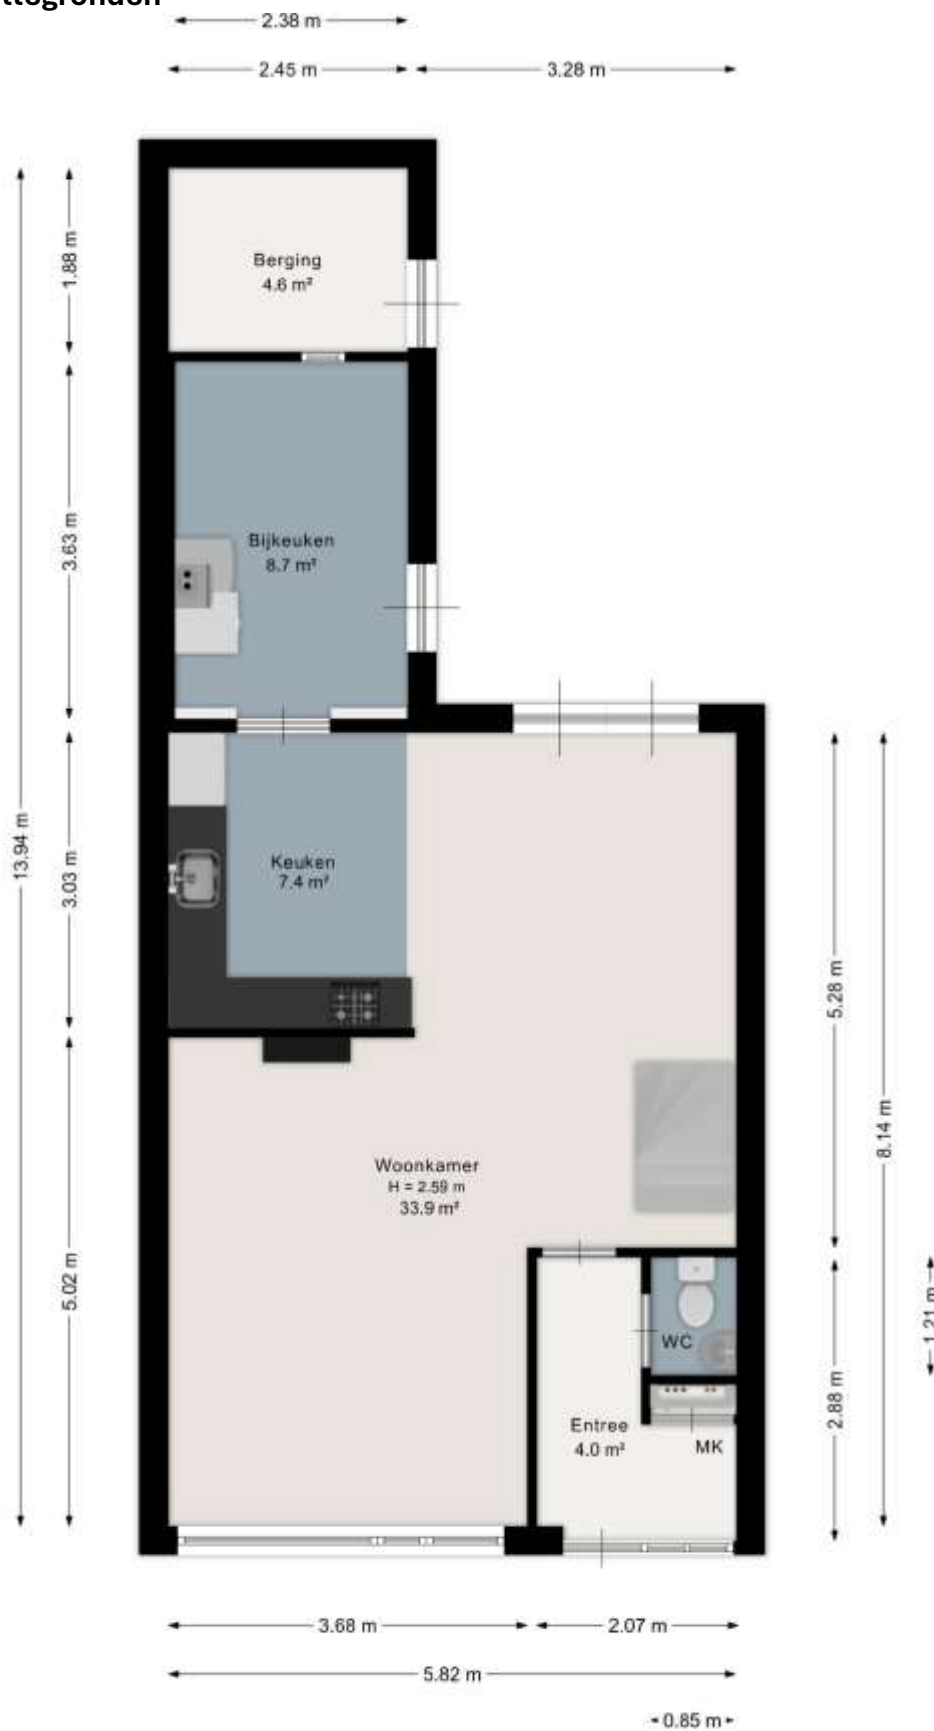 2.38 m
2.45 m
3.28 m
1.88 m
Berging
4.6 m²
3.63 m
Bijkeuken
8.7 m²
13.94 m
3.03 m
Keuken
7.4 m²
5.28 m
8.14 m
Woonkamer
H = 2.59 m
33.9 m²
5.02 m
1.21 m
WC
2.88 m
Entree
4.0 m²
MK
3.68 m
2.07 m
5.82 m
0.85 m